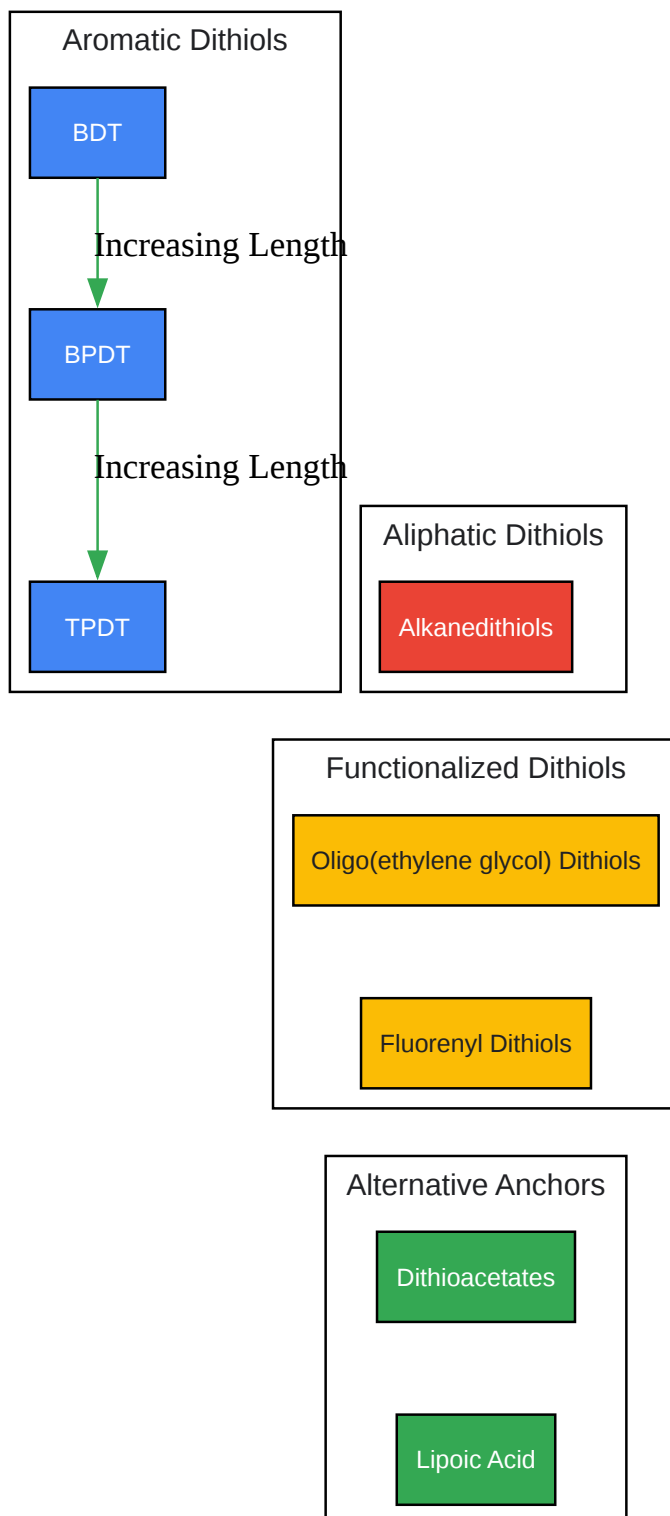 Aromatic Dithiols
BDT
Increasing Length
BPDT
Increasing Length
TPDT
Aliphatic Dithiols
Alkanedithiols
Functionalized Dithiols
Oligo(ethylene glycol) Dithiols
Fluorenyl Dithiols
Alternative Anchors
Dithioacetates
Lipoic Acid